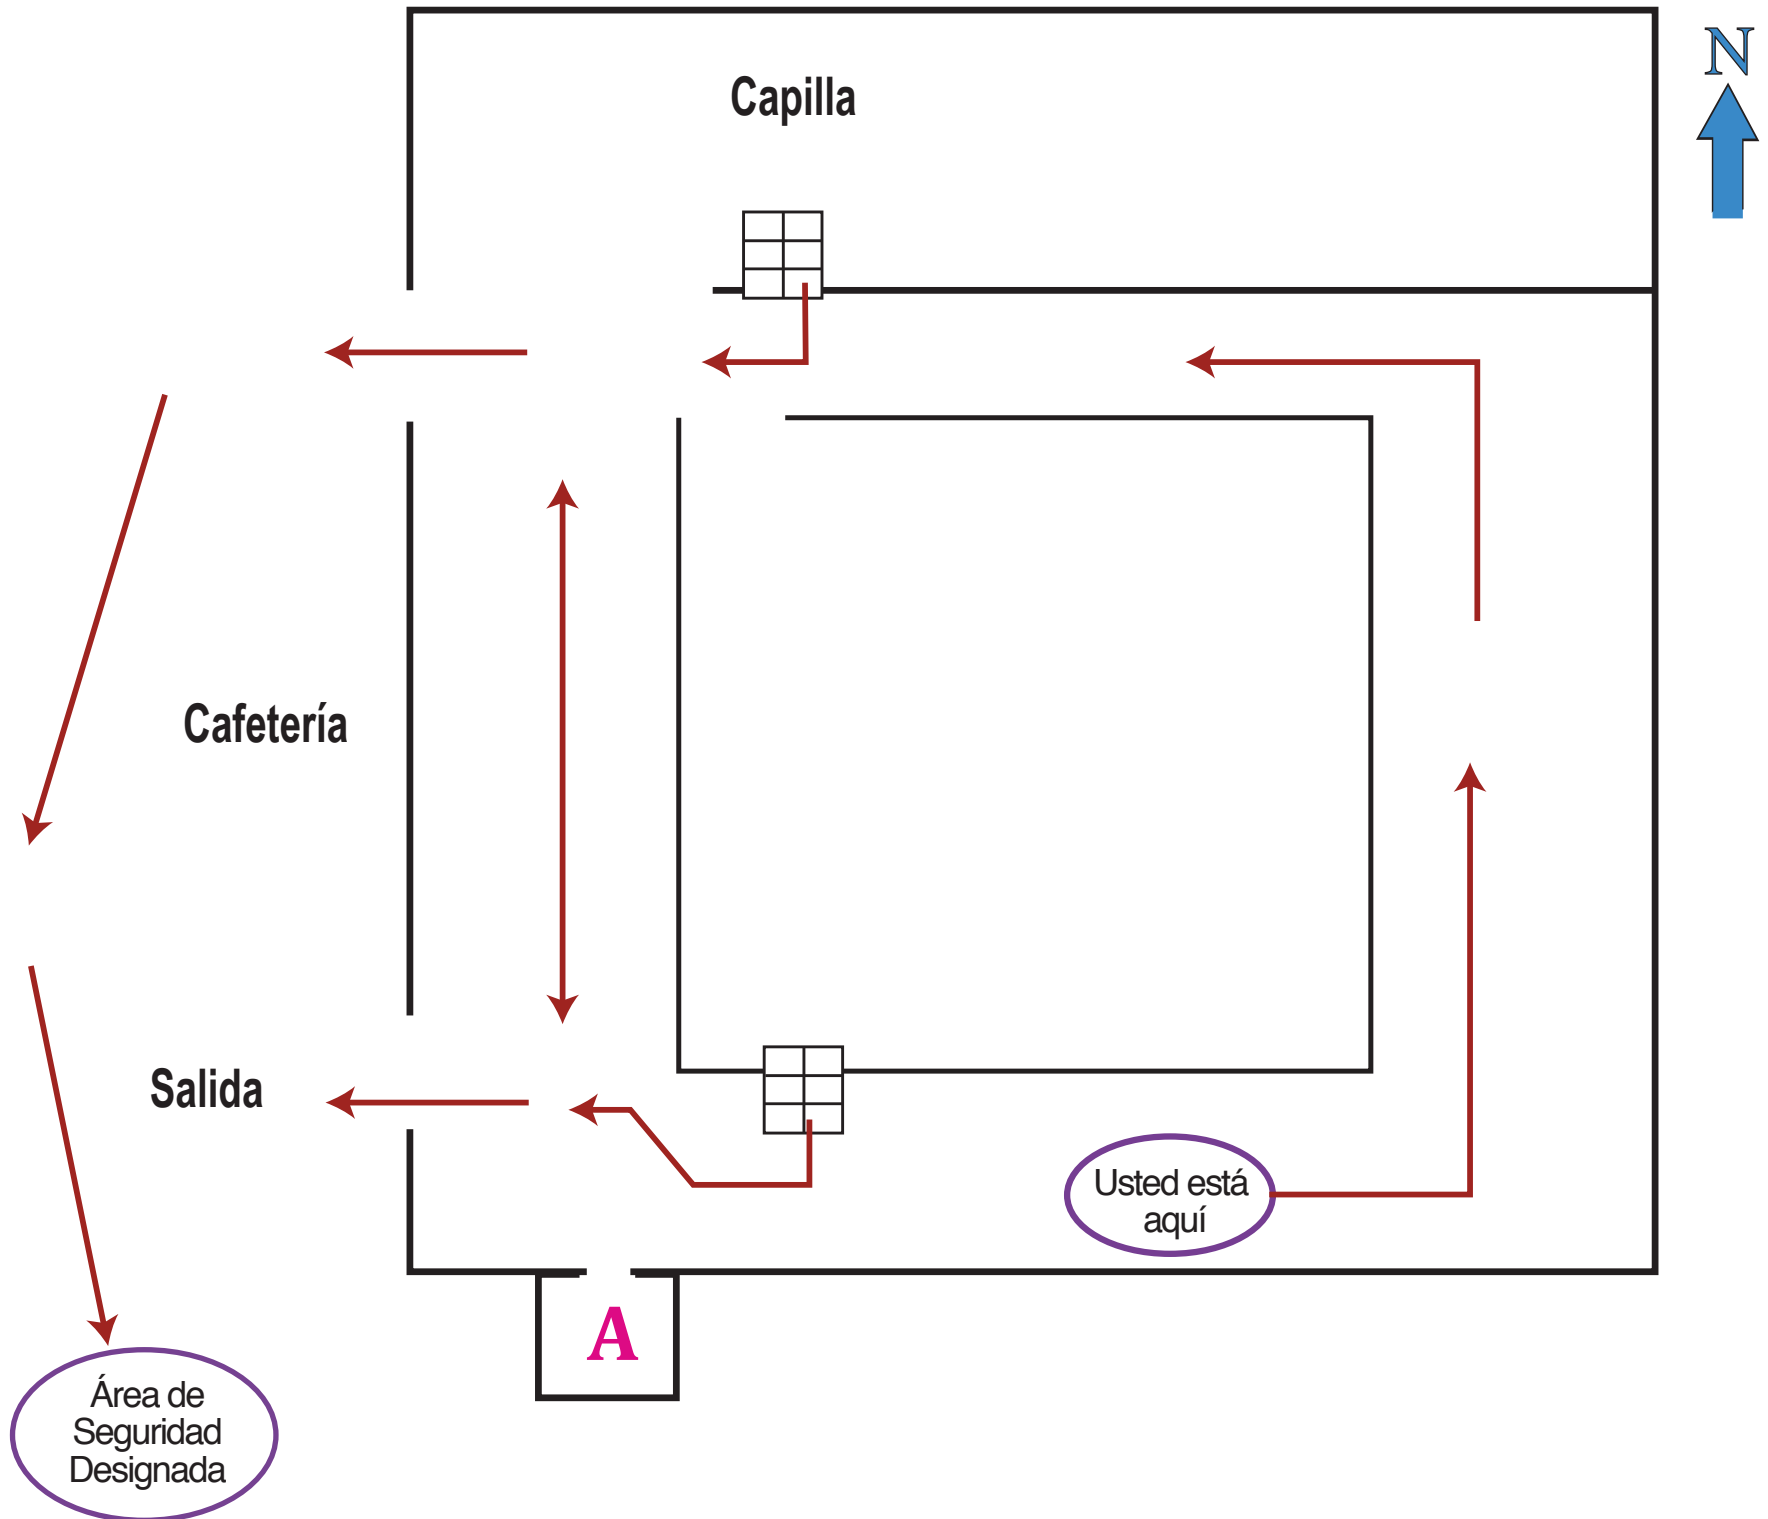 N
Capilla
Cafetería
Salida
Usted está
aquí
A
Área de
Seguridad
Designada